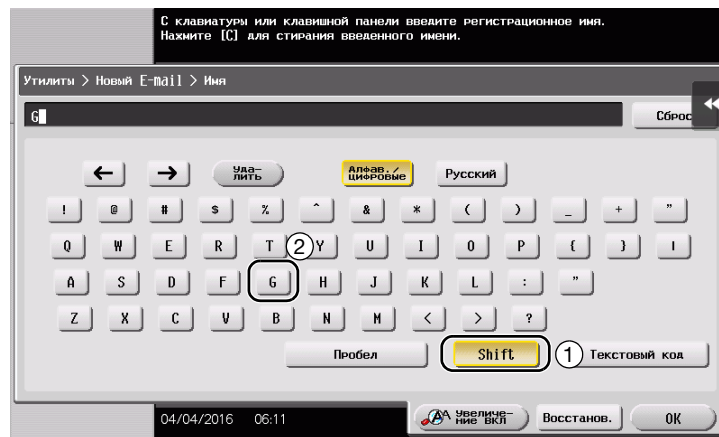 С клавиатуры или клавишной панели введите регистрационное имя.
Нажмите [C] для стирания введенного имени.
Утилиты > Новый E-mail > Имя
G
Сброс
← → Уда-лить Алфав./цифровые Русский
! @ # $ % ^ & * ( ) _ + "
Q W E R T ② Y U I O P { } |
A S D F G H J K L : "
Z X C V B N M < > ?
Пробел Shift ① Текстовый код
04/04/2016 06:11 Увеличе-ние ВКЛ Восстанов. OK